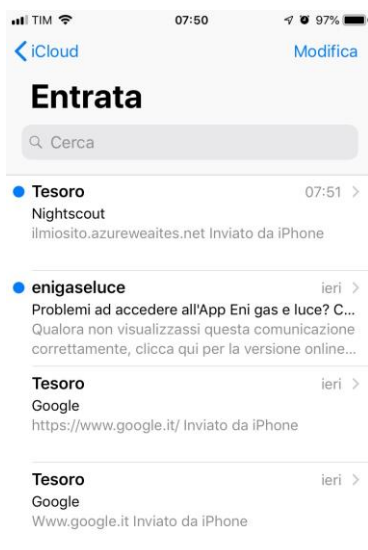 TIM 07:50 97%
iCloud Modifica
Entrata
Cerca
Tesoro 07:51
Nightscout
ilmiosito.azureweaites.net Inviato da iPhone
enigaseluce ieri
Problemi ad accedere all'App Eni gas e luce? C...
Qualora non visualizzassi questa comunicazione
correttamente, clicca qui per la versione online...
Tesoro ieri
Google
https://www.google.it/ Inviato da iPhone
Tesoro ieri
Google
Www.google.it Inviato da iPhone